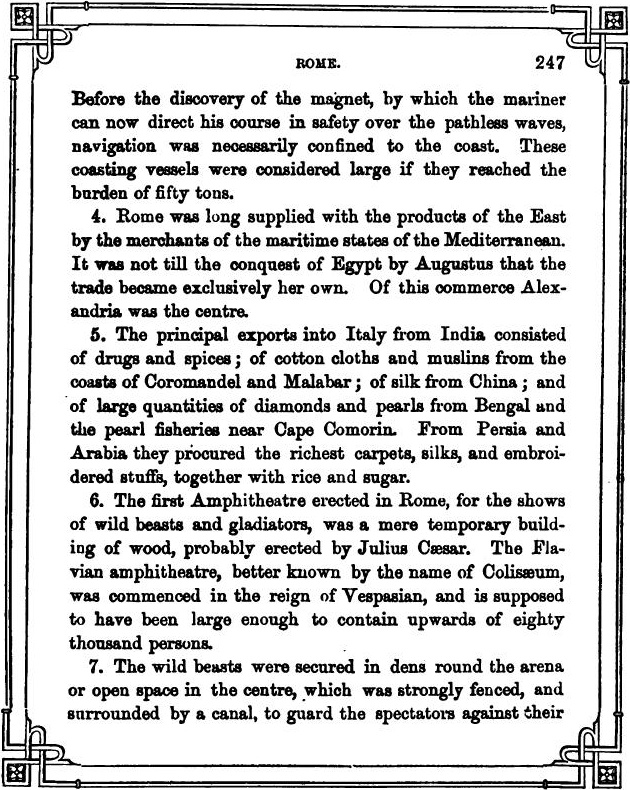 ROME. 247
Before the discovery of the magnet, by which the mariner
can now direct his course in safety over the pathless waves,
navigation was necessarily confined to the coast. These
coasting vessels were considered large if they reached the
burden of fifty tons.
4. Rome was long supplied with the products of the East
by the merchants of the maritime states of the Mediterranean.
It was not till the conquest of Egypt by Augustus that the
trade became exclusively her own. Of this commerce Alex-
andria was the centre.
5. The principal exports into Italy from India consisted
of drugs and spices; of cotton cloths and muslins from the
coasts of Coromandel and Malabar; of silk from China; and
of large quantities of diamonds and pearls from Bengal and
the pearl fisheries near Cape Comorin. From Persia and
Arabia they procured the richest carpets, silks, and embroi-
dered stuffs, together with rice and sugar.
6. The first Amphitheatre erected in Rome, for the shows
of wild beasts and gladiators, was a mere temporary build-
ing of wood, probably erected by Julius Cæsar. The Fla-
vian amphitheatre, better known by the name of Colisæum,
was commenced in the reign of Vespasian, and is supposed
to have been large enough to contain upwards of eighty
thousand persons.
7. The wild beasts were secured in dens round the arena
or open space in the centre, which was strongly fenced, and
surrounded by a canal, to guard the spectators against their